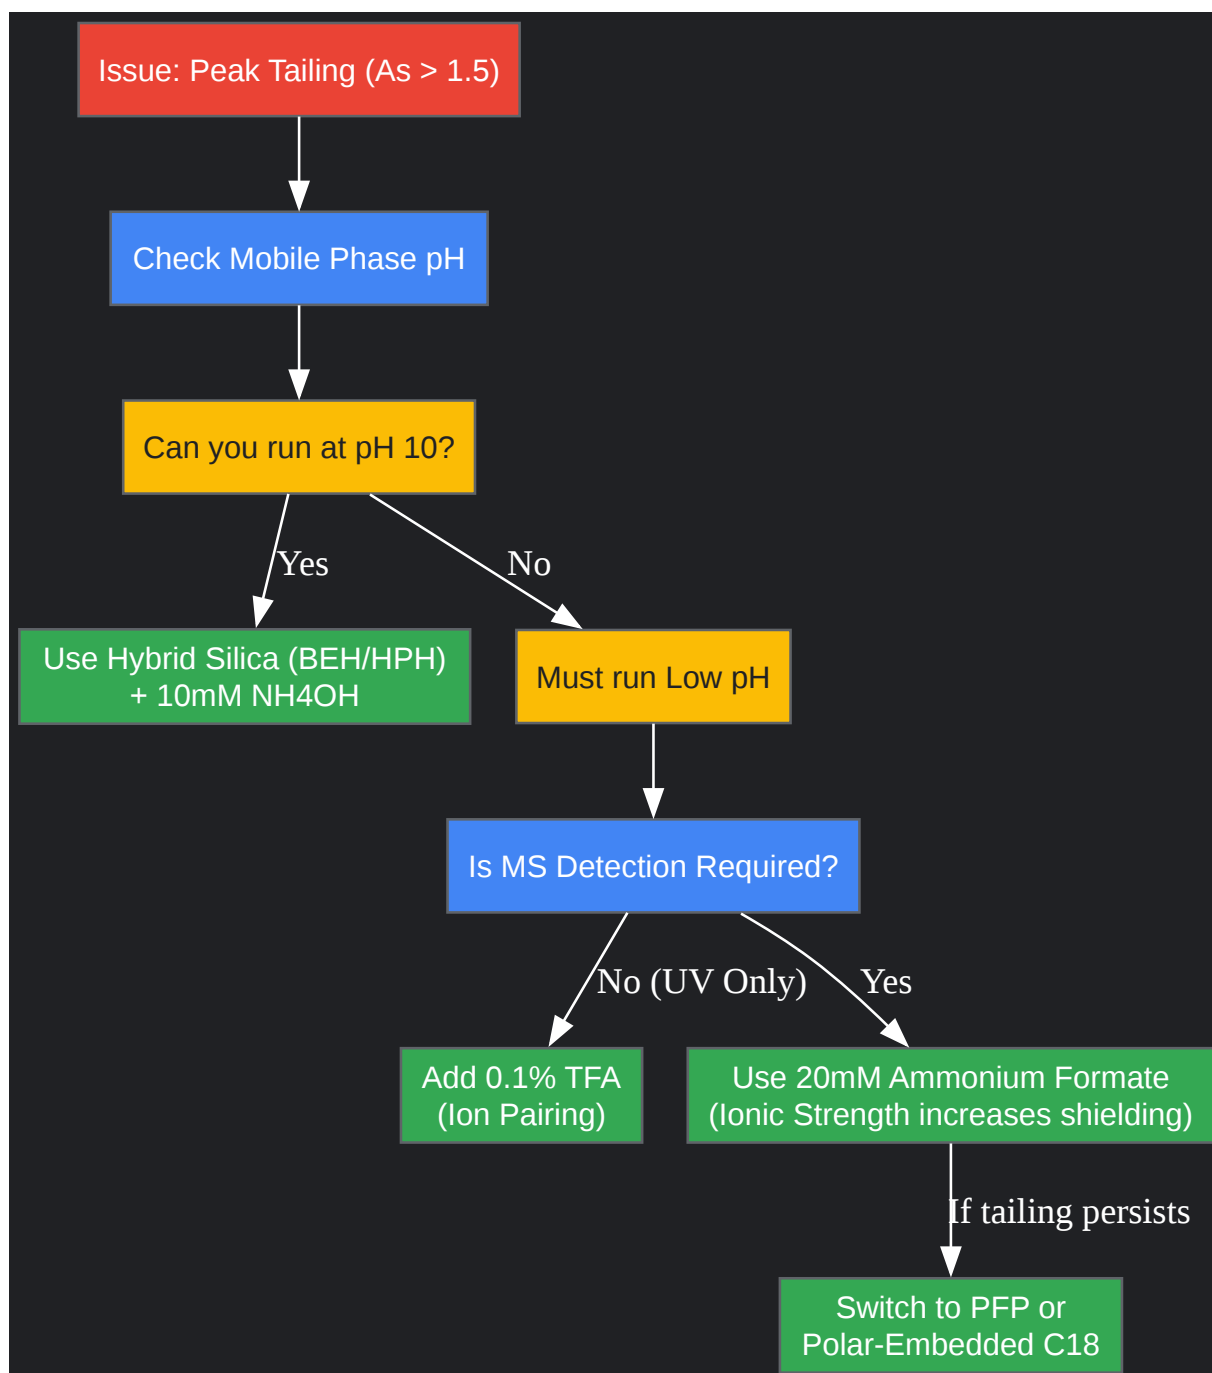 Issue: Peak Tailing (As > 1.5)
Check Mobile Phase pH
Can you run at pH 10?
Yes
No
Use Hybrid Silica (BEH/HPH)
+ 10mM NH4OH
Must run Low pH
Is MS Detection Required?
No (UV Only)
Yes
Add 0.1% TFA
(Ion Pairing)
Use 20mM Ammonium Formate
(Ionic Strength increases shielding)
If tailing persists
Switch to PFP or
Polar-Embedded C18